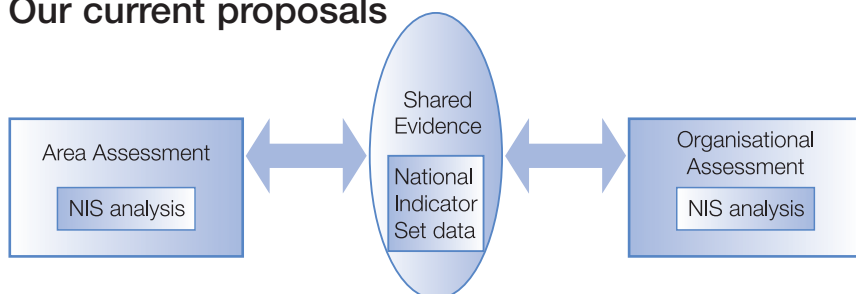 Our current proposals
Area Assessment
NIS analysis
Shared
Evidence
National
Indicator
Set data
Organisational
Assessment
NIS analysis